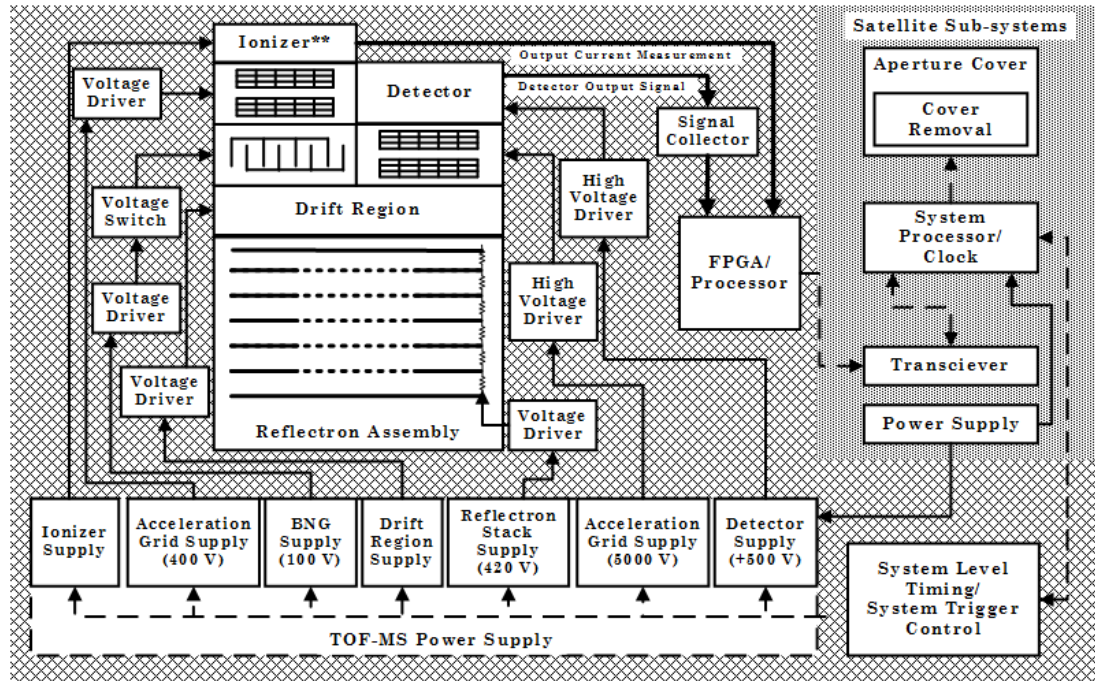 Ionizer**
Output Current Measurement
Satellite Sub-systems
Aperture Cover
Cover
Removal
Voltage
Driver
Detector
Detector Output Signal
Signal
Collector
Voltage
Switch
Drift Region
High
Voltage
Driver
System
Processor/
Clock
FPGA/
Processor
High
Voltage
Driver
Voltage
Driver
Transciever
Voltage
Driver
Voltage
Driver
Reflectron Assembly
Power Supply
Ionizer
Supply
Acceleration
Grid Supply
(400 V)
BNG
Supply
(100 V)
Drift
Region
Supply
Reflectron
Stack
Supply
(420 V)
Acceleration
Grid Supply
(5000 V)
Detector
Supply
(+500 V)
System Level
Timing/
System Trigger
Control
TOF-MS Power Supply